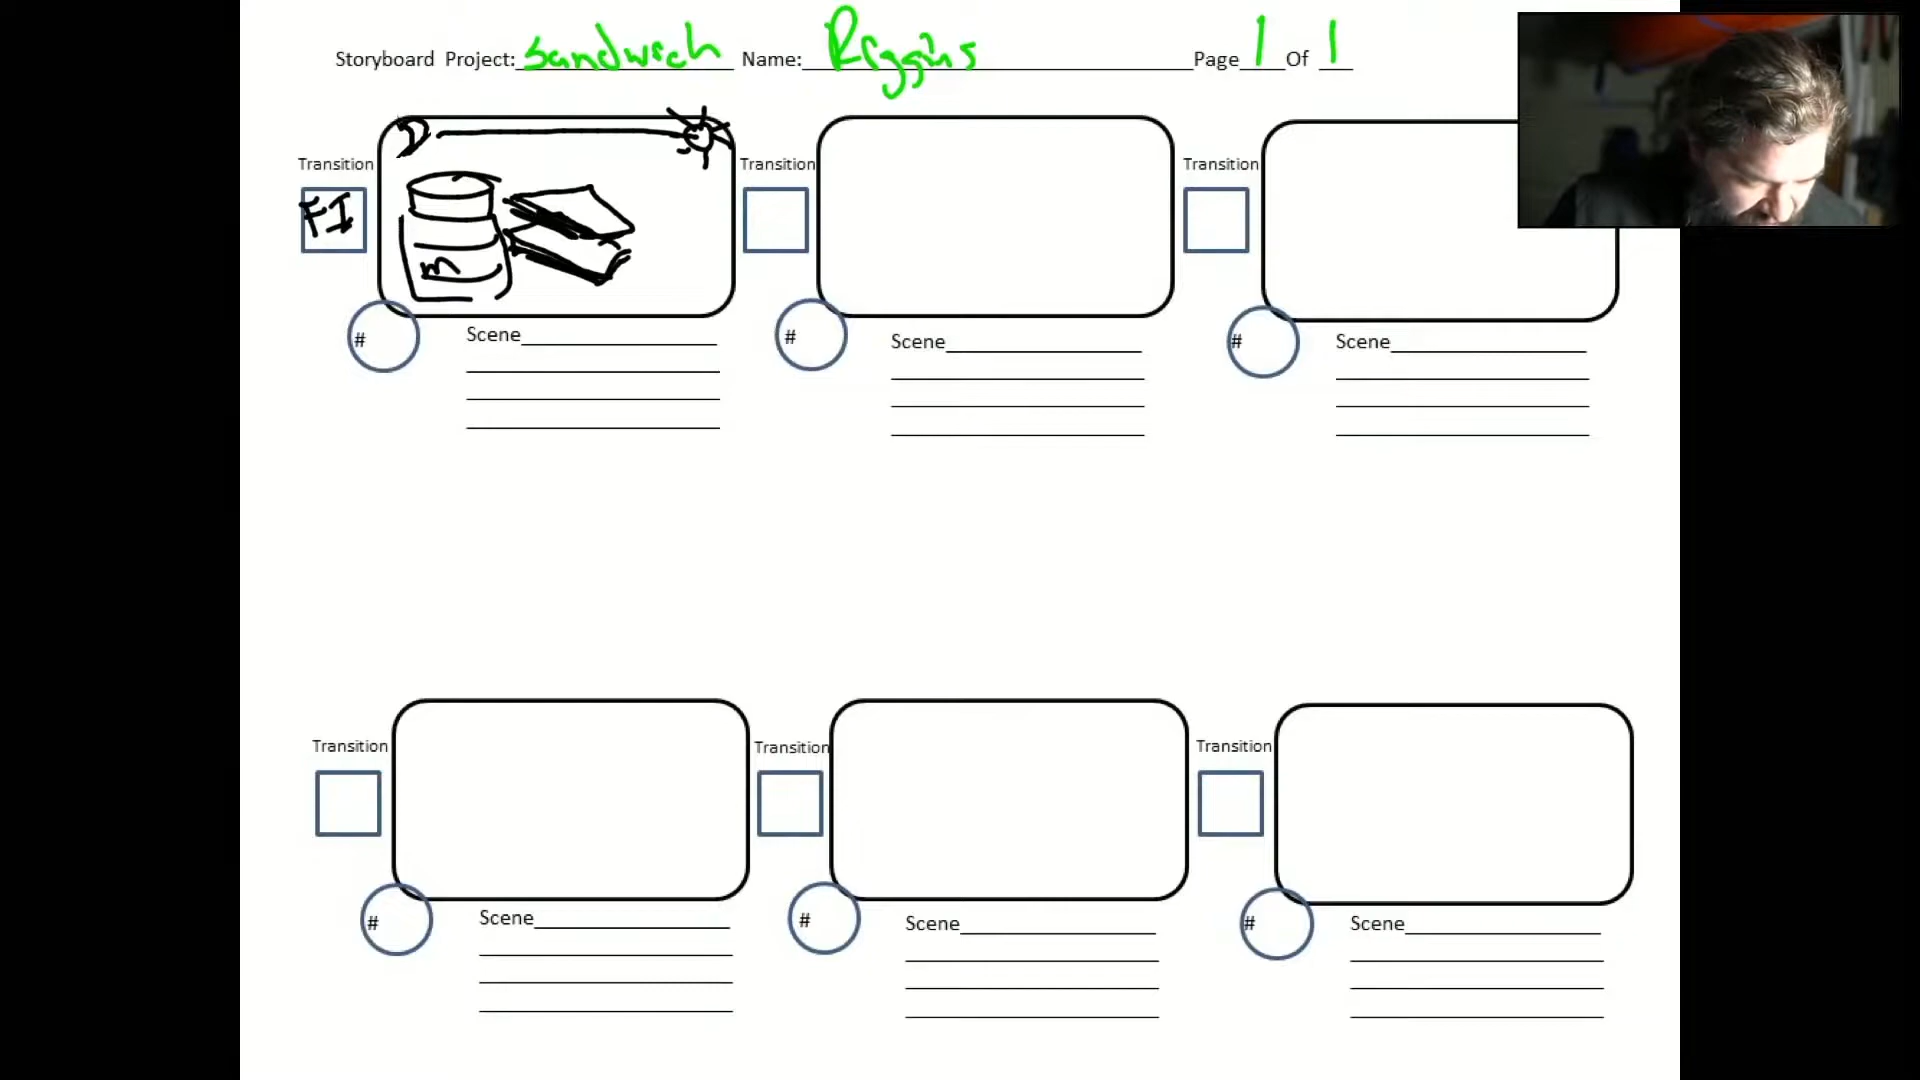 Storyboard Project: Sandwich Name: Riggins Page 1 Of 1
Transition Transition Transition
FI
m
# Scene # Scene # Scene
Transition Transition Transition
# Scene # Scene # Scene